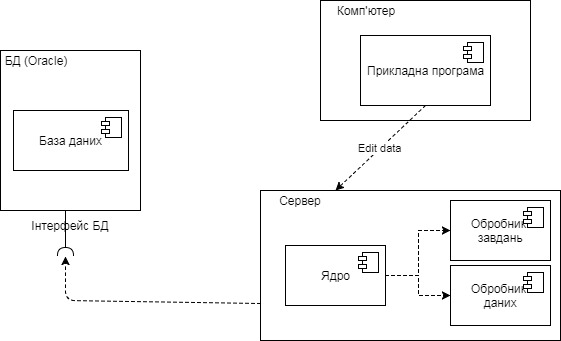 Комп'ютер
БД (Oracle)
Прикладна програма
База даних
Edit data
Сервер
Інтерфейс БД
Обробник
завдань
Ядро
Обробник
даних